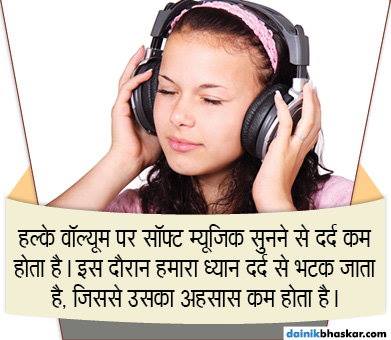 हल्के वॉल्यूम पर सॉफ्ट म्यूजिक सुनने से दर्द कम
होता है। इस दौरान हमारा ध्यान दर्द से भटक जाता
है, जिससे उसका अहसास कम होता है।
dainikbhaskar.com